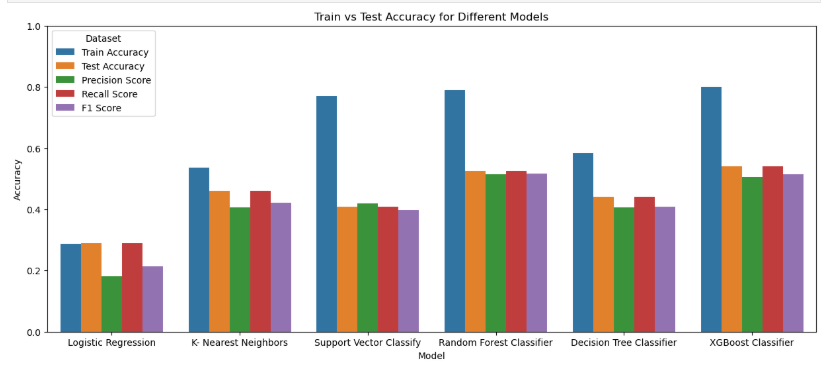 Train vs Test Accuracy for Different Models
Dataset
Train Accuracy
Test Accuracy
Precision Score
Recall Score
F1 Score
Accuracy
1.0
0.8
0.6
0.4
0.2
0.0
Logistic Regression
K- Nearest Neighbors
Support Vector Classify
Random Forest Classifier
Decision Tree Classifier
XGBoost Classifier
Model